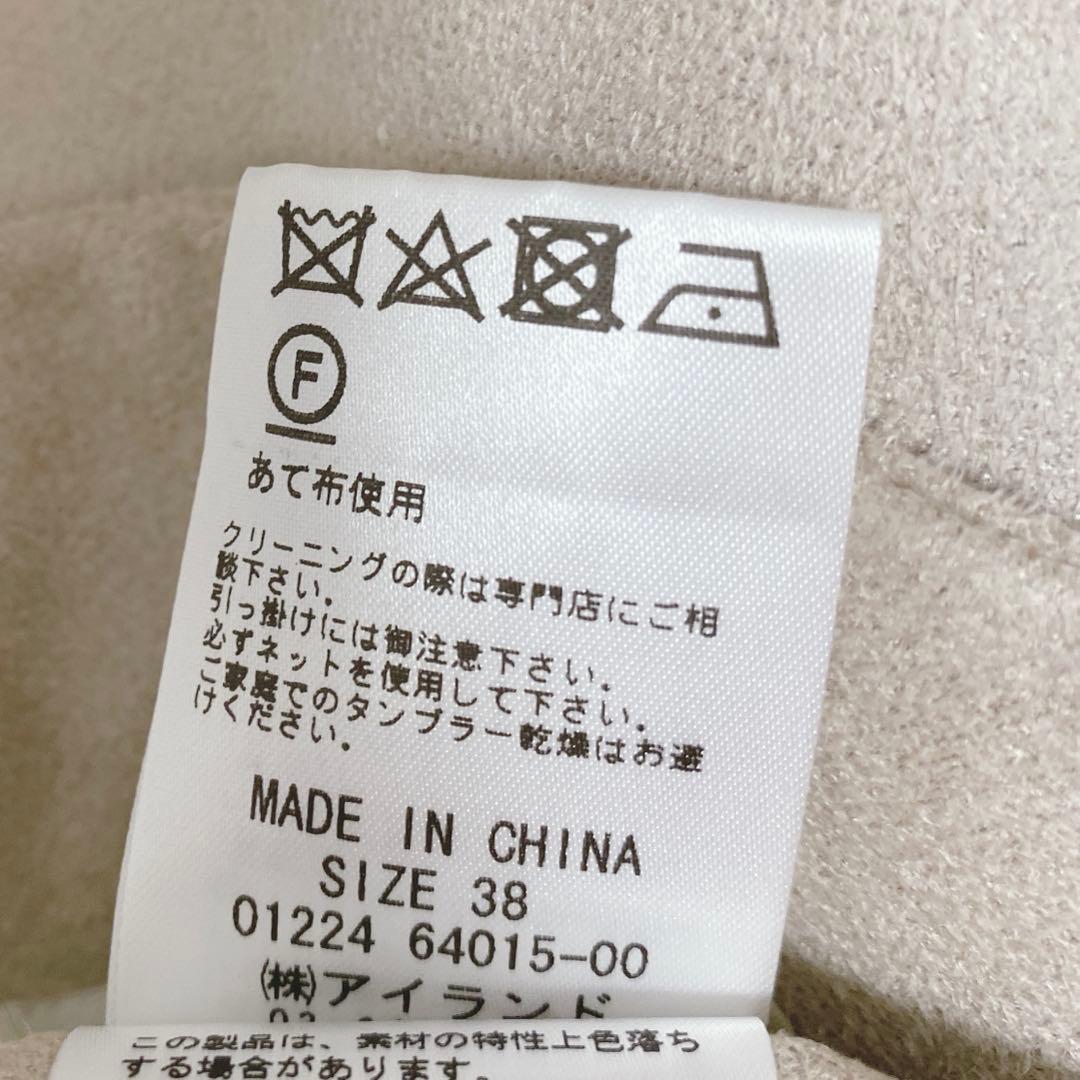 F
あて布使用
クリーニングの際は専門店にご相
談下さい。
引っ掛けには御注意下さい。
必ずネットを使用して下さい。
ご家庭でのタンブラー乾燥はお避
けください。
MADE IN CHINA
SIZE 38
01224 64015-00
㈱アイランド
この製品は、素材の特性上色落ち
する場合があります。